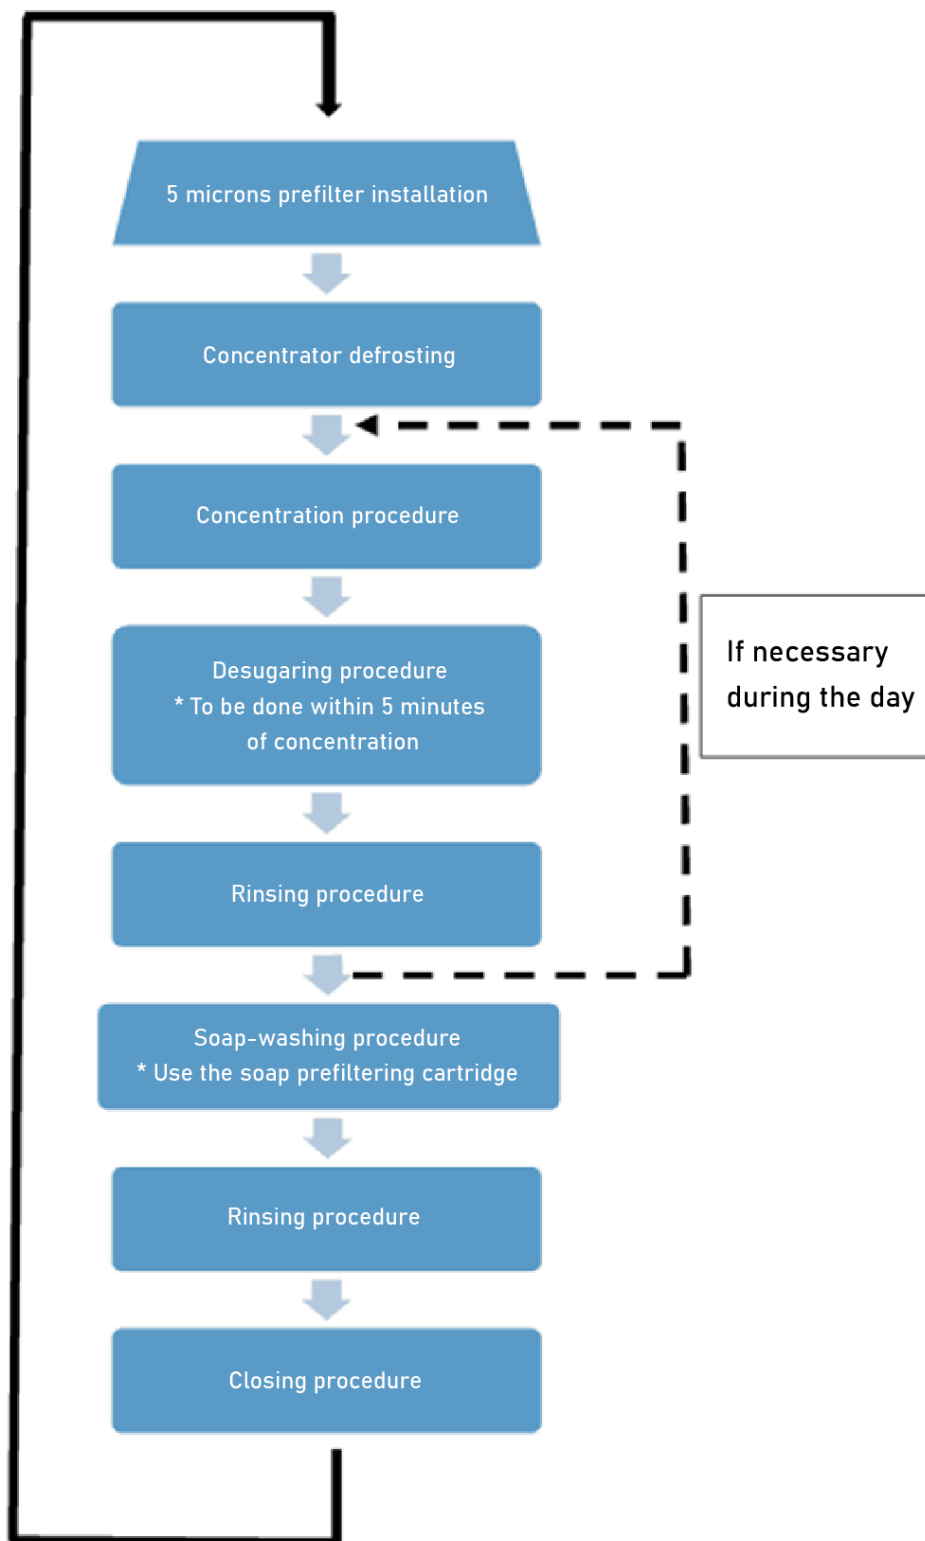 5 microns prefilter installation
Concentrator defrosting
Concentration procedure
Desugaring procedure
* To be done within 5 minutes
of concentration
If necessary
during the day
Rinsing procedure
Soap-washing procedure
* Use the soap prefiltering cartridge
Rinsing procedure
Closing procedure